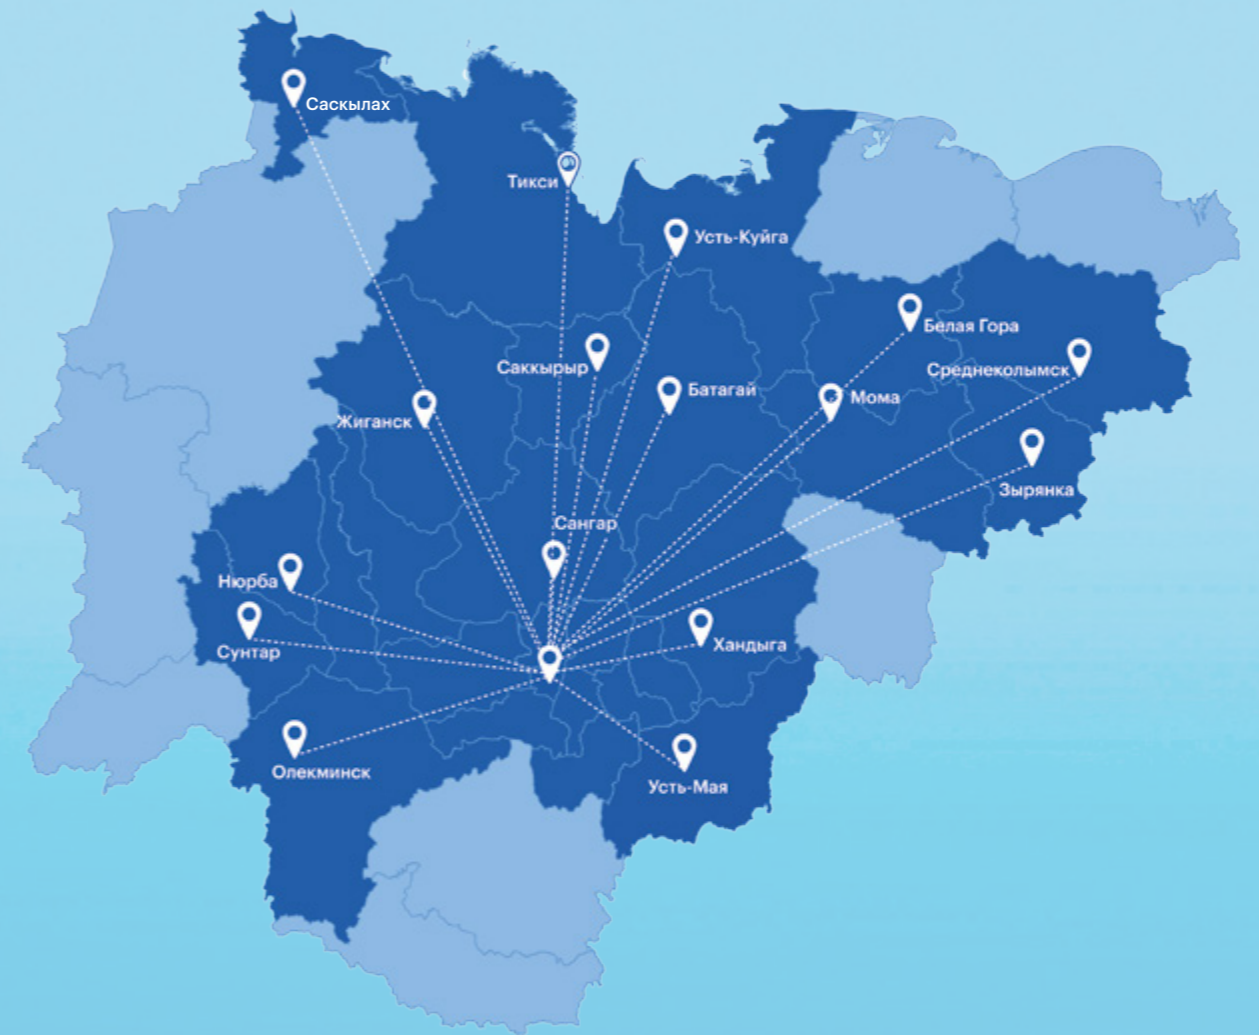 Саскылах
Тикси
Усть-Куйга
Белая Гора
Саккырыр
Среднеколымск
Батагай
Мома
Жиганск
Зырянка
Сангар
Нюрба
Хандыга
Сунтар
Олекминск
Усть-Мая